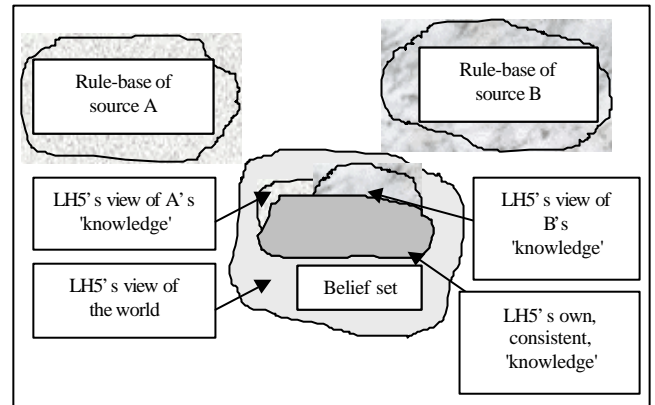 Rule-base of
source A
Rule-base of
source B
LH5's view of A's
'knowledge'
LH5's view of
B's
'knowledge'
LH5's view of
the world
Belief set
LH5's own,
consistent,
'knowledge'